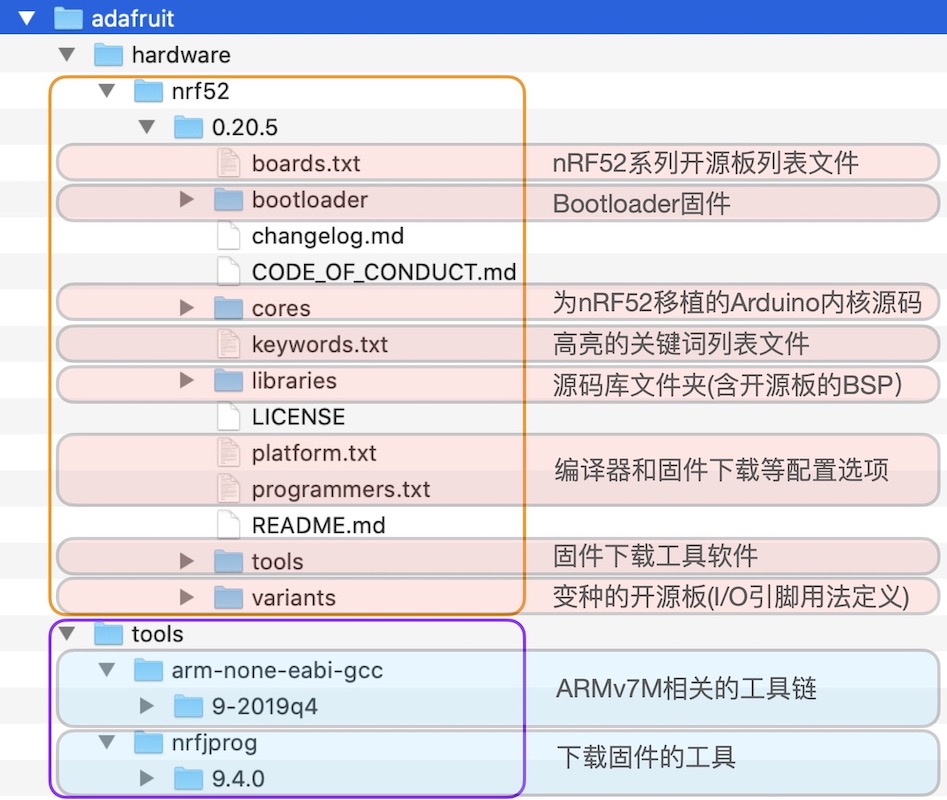 adafruit
hardware
nrf52
0.20.5
boards.txt nRF52系列开源板列表文件
bootloader Bootloader固件
changelog.md
CODE_OF_CONDUCT.md
cores 为nRF52移植的Arduino内核源码
keywords.txt 高亮的关键词列表文件
libraries 源码库文件夹(含开源板的BSP）
LICENSE
platform.txt
编译器和固件下载等配置选项
programmers.txt
README.md
tools 固件下载工具软件
variants 变种的开源板(I/O引脚用法定义)
tools
arm-none-eabi-gcc
ARMv7M相关的工具链
9-2019q4
nrfjprog
下载固件的工具
9.4.0